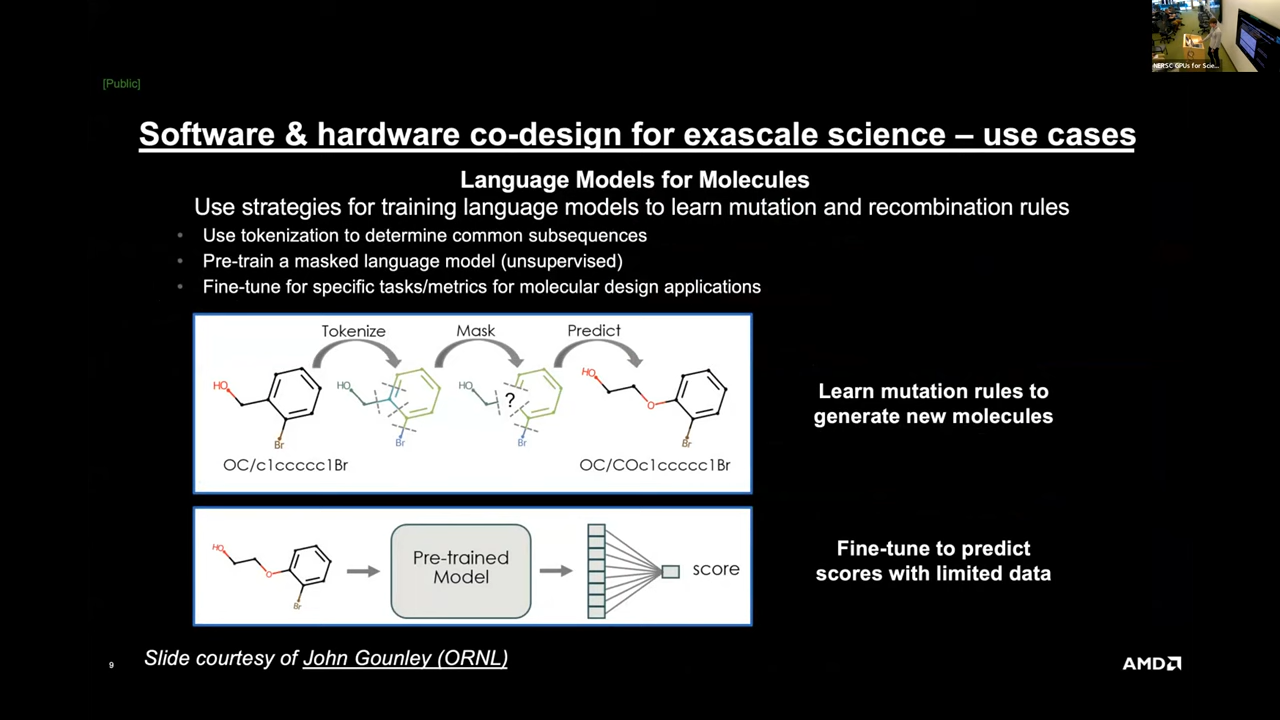 NERSC GPUs for Scie...
[Public]
Software & hardware co-design for exascale science – use cases
Language Models for Molecules
Use strategies for training language models to learn mutation and recombination rules
• Use tokenization to determine common subsequences
• Pre-train a masked language model (unsupervised)
• Fine-tune for specific tasks/metrics for molecular design applications
Tokenize
Mask
Predict
HO
Br
HO
Br
HO
?
Br
HO
O
Br
OC/c1ccccc1Br
OC/COc1ccccc1Br
Learn mutation rules to
generate new molecules
HO
O
Br
Pre-trained
Model
score
Fine-tune to predict
scores with limited data
9
Slide courtesy of John Gounley (ORNL)
AMD